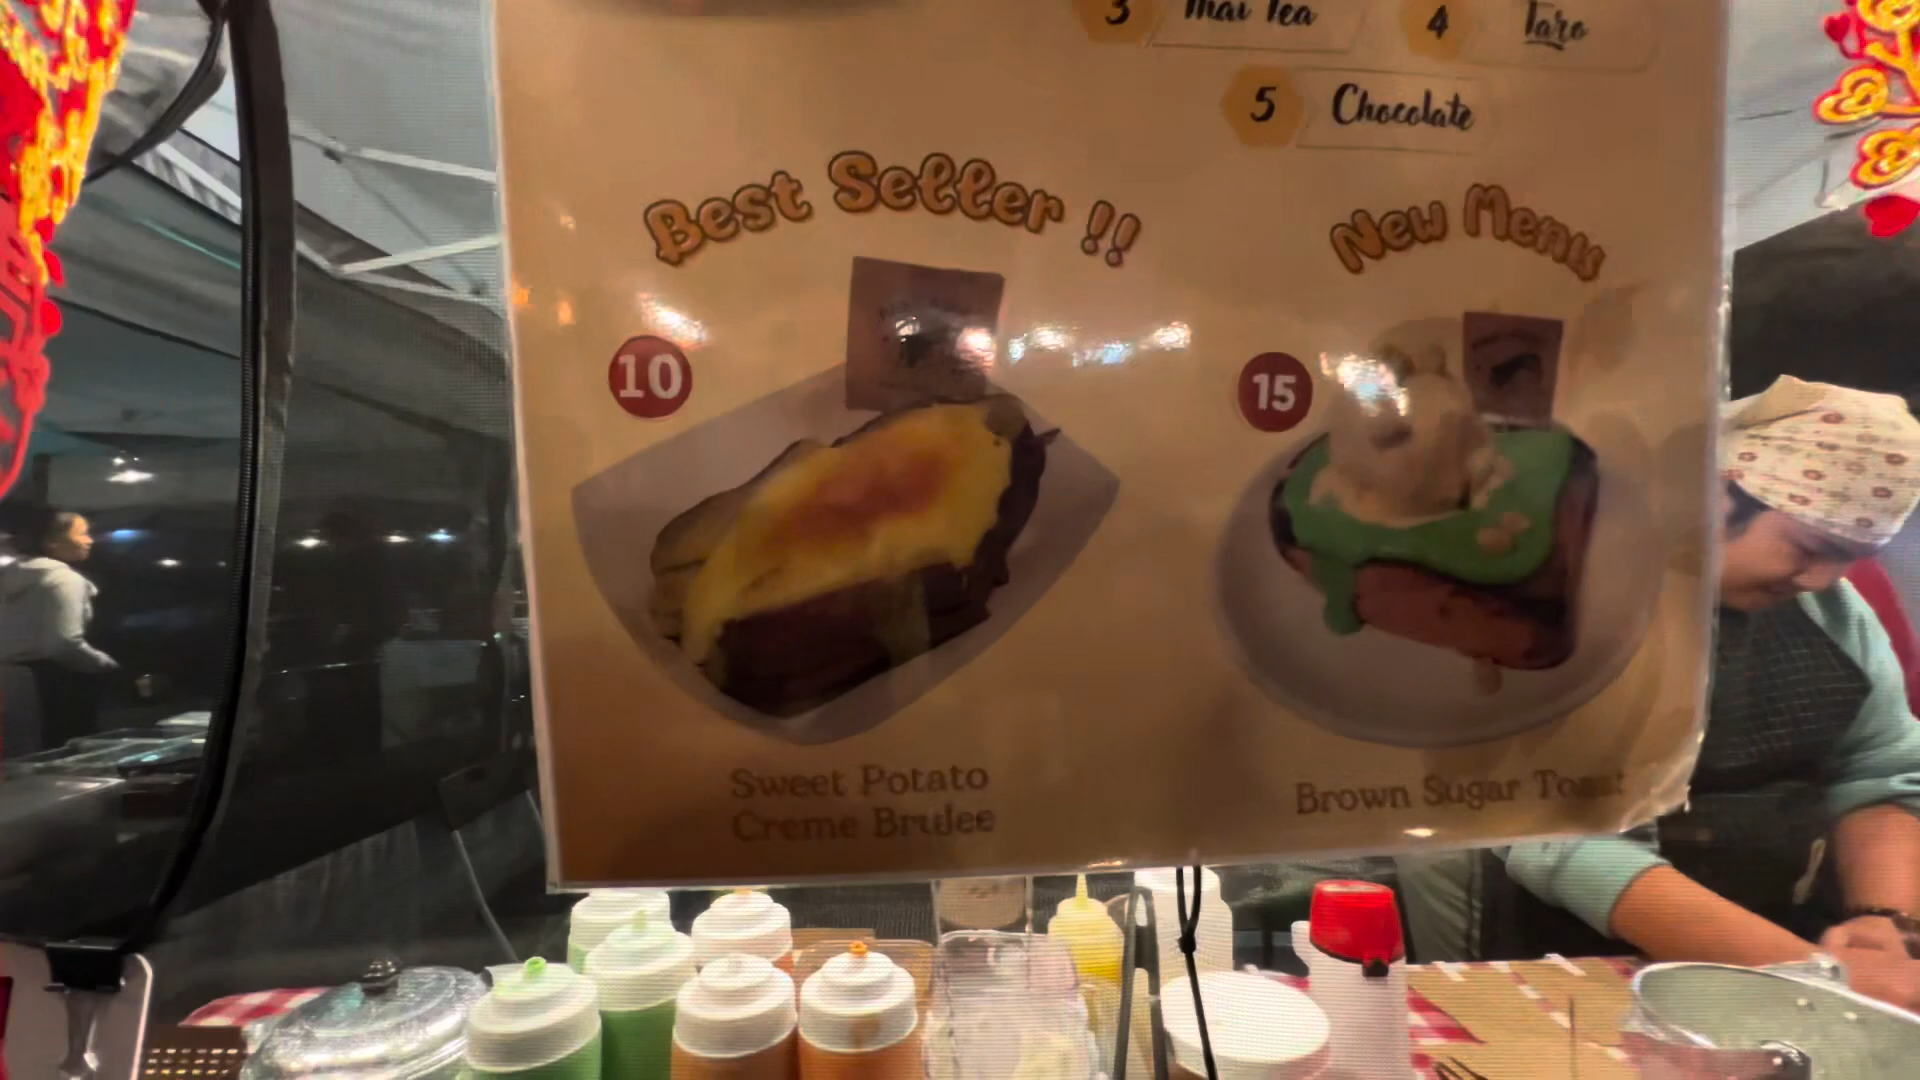 3 Thai Tea
4 Taro
5 Chocolate
Best Seller !!
New Menu
10
15
Sweet Potato
Creme Brulee
Brown Sugar Toast